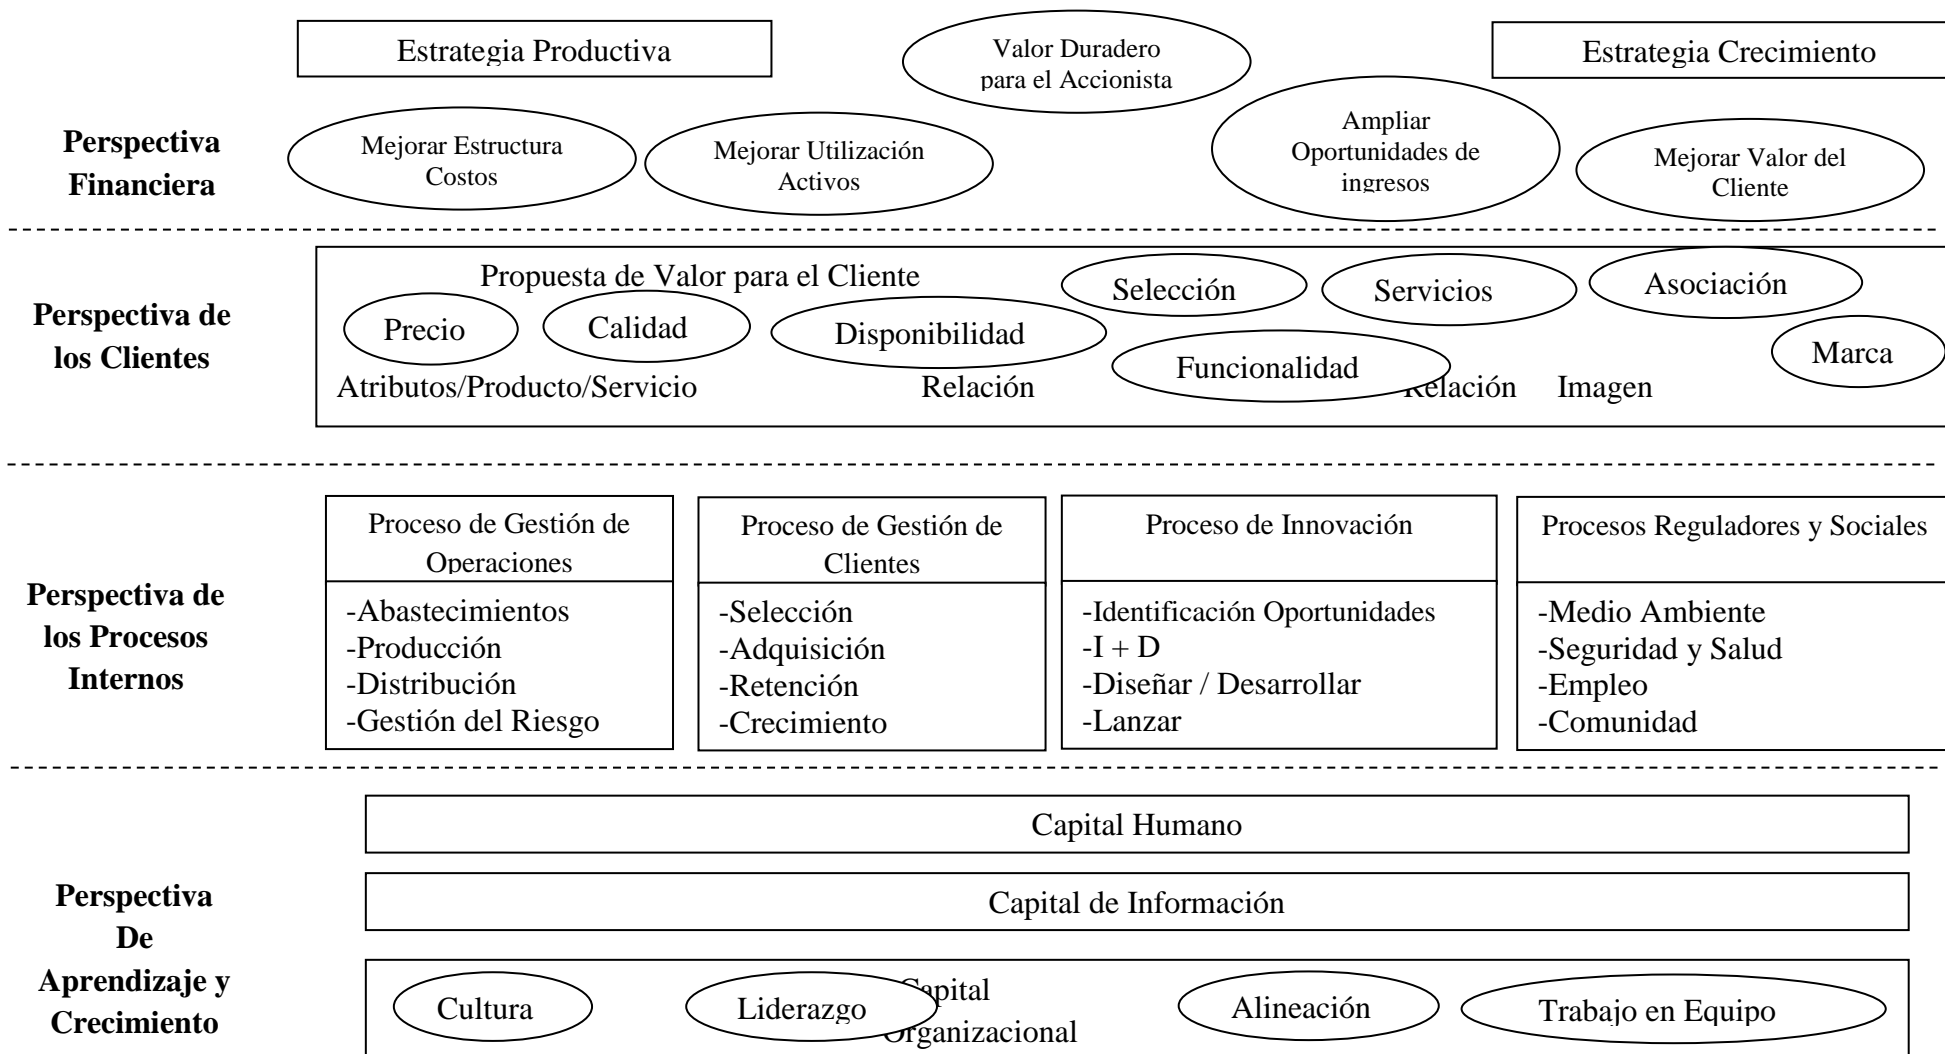 Estrategia Productiva
Valor Duradero
para el Accionista
Estrategia Crecimiento
Perspectiva
Financiera
Mejorar Estructura
Costos
Mejorar Utilización
Activos
Ampliar
Oportunidades de
ingresos
Mejorar Valor del
Cliente
Perspectiva de
los Clientes
Propuesta de Valor para el Cliente
Selección
Servicios
Asociación
Precio
Calidad
Disponibilidad
Funcionalidad
Marca
Atributos/Producto/Servicio
Relación
Relación
Imagen
Perspectiva de
los Procesos
Internos
Proceso de Gestión de
Operaciones
-Abastecimientos
-Producción
-Distribución
-Gestión del Riesgo
Proceso de Gestión de
Clientes
-Selección
-Adquisición
-Retención
-Crecimiento
Proceso de Innovación
-Identificación Oportunidades
-I + D
-Diseñar / Desarrollar
-Lanzar
Procesos Reguladores y Sociales
-Medio Ambiente
-Seguridad y Salud
-Empleo
-Comunidad
Perspectiva
De
Aprendizaje y
Crecimiento
Capital Humano
Capital de Información
Cultura
Liderazgo
Capital
Organizacional
Alineación
Trabajo en Equipo